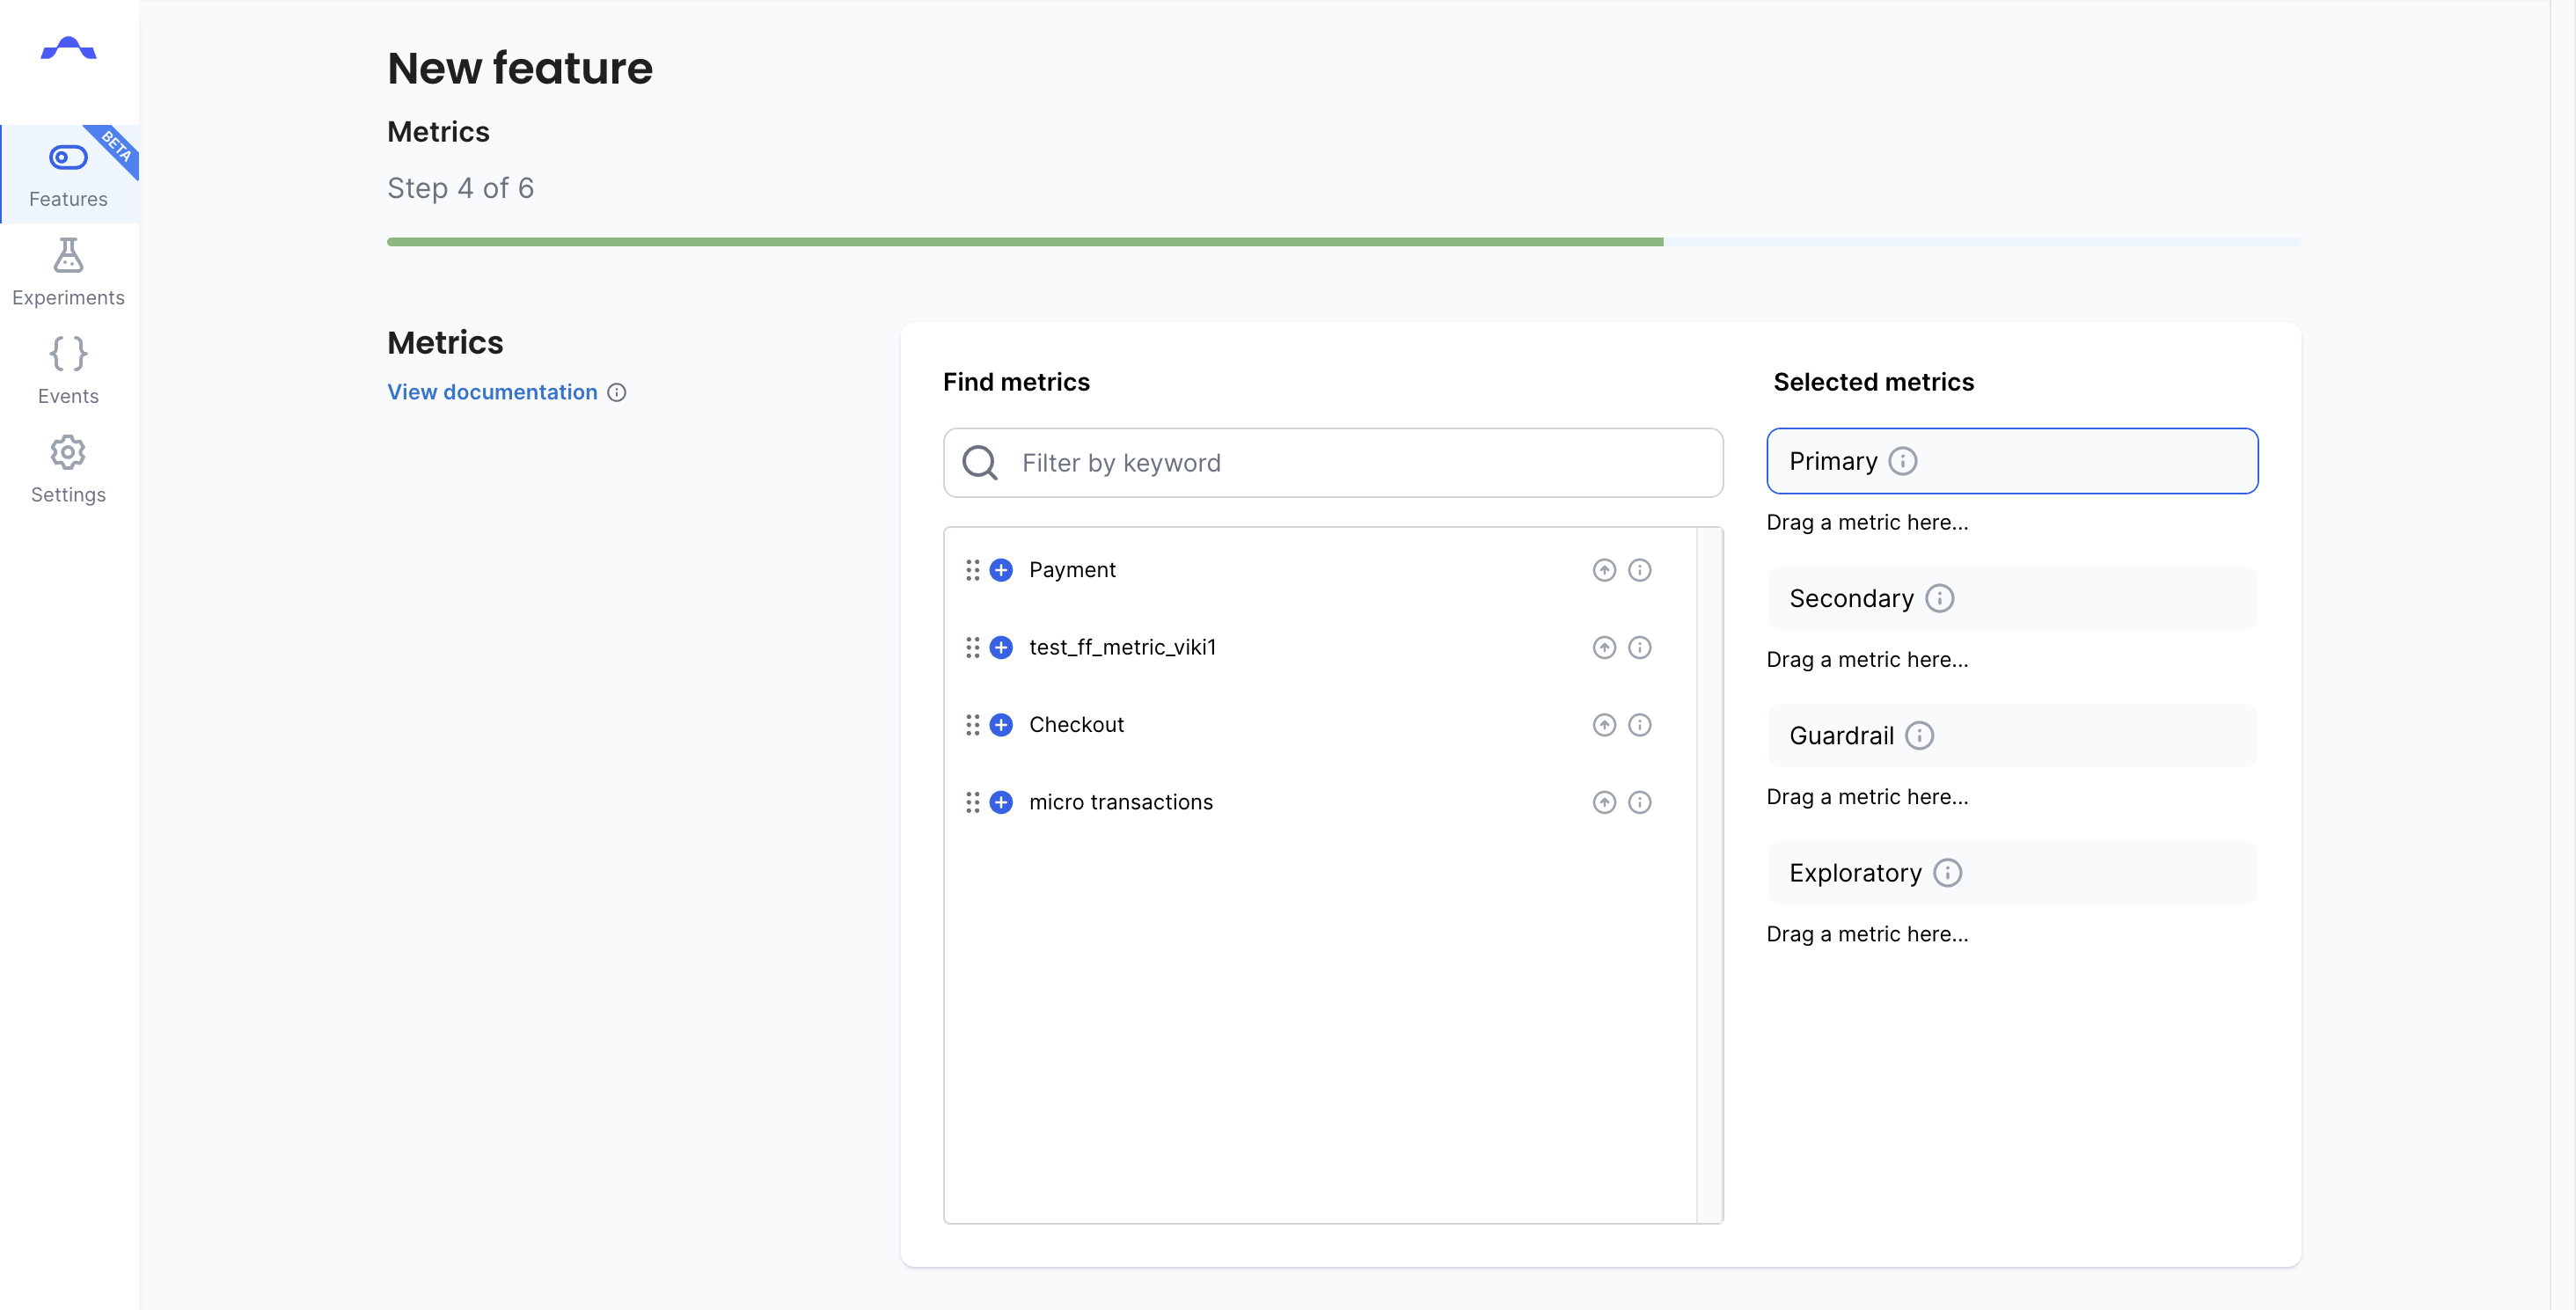 New feature
Metrics
Step 4 of 6
BETA
Features
Experiments
Events
Settings
Metrics
View documentation
Find metrics
Filter by keyword
Payment
test_ff_metric_viki1
Checkout
micro transactions
Selected metrics
Primary
Drag a metric here...
Secondary
Drag a metric here...
Guardrail
Drag a metric here...
Exploratory
Drag a metric here...